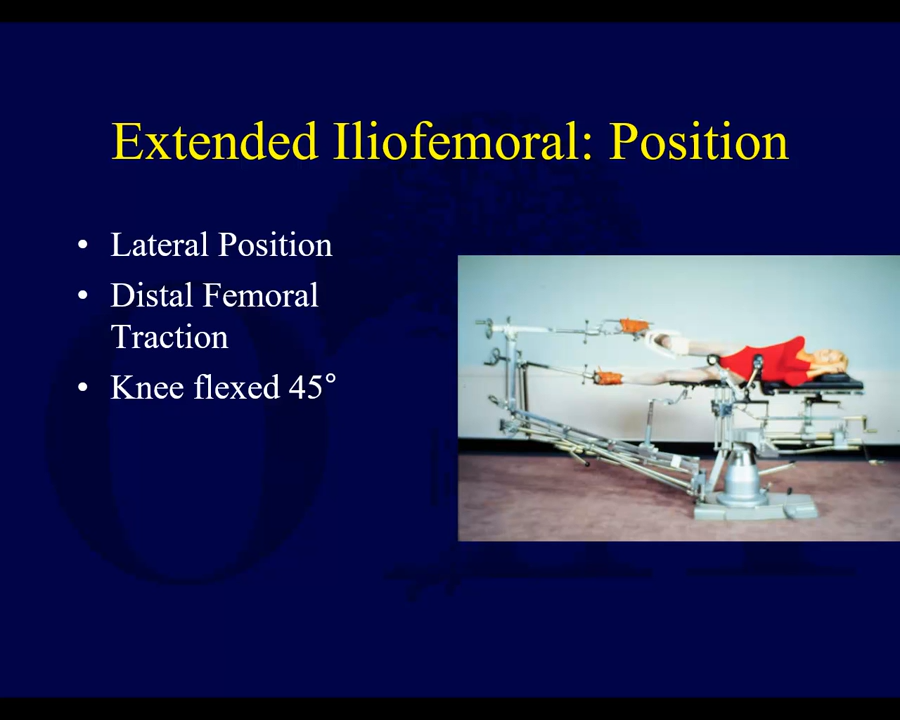 Extended Iliofemoral: Position
• Lateral Position
• Distal Femoral
Traction
• Knee flexed 45°